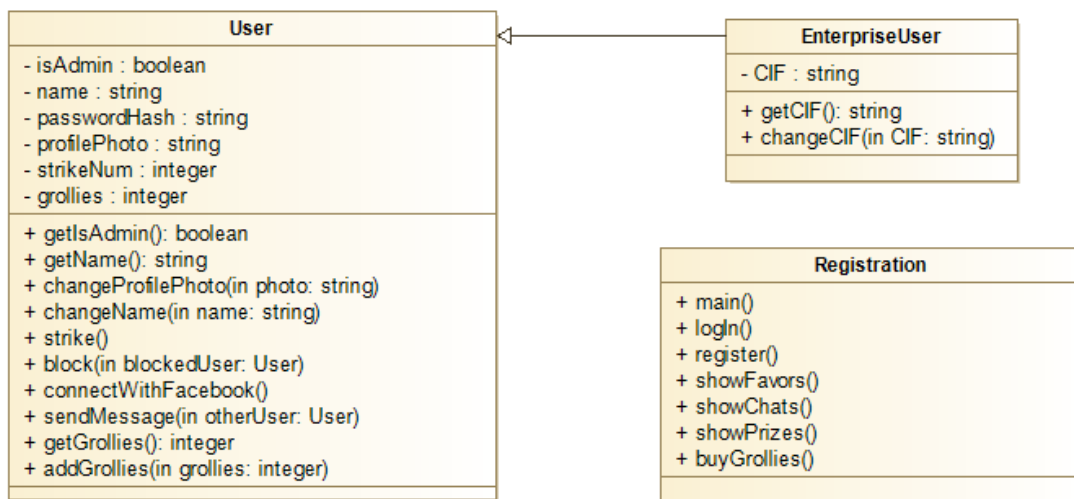 User
- isAdmin : boolean
- name : string
- passwordHash : string
- profilePhoto : string
- strikeNum : integer
- grollies : integer
+ getIsAdmin(): boolean
+ getName(): string
+ changeProfilePhoto(in photo: string)
+ changeName(in name: string)
+ strike()
+ block(in blockedUser: User)
+ connectWithFacebook()
+ sendMessage(in otherUser: User)
+ getGrollies(): integer
+ addGrollies(in grollies: integer)
EnterpriseUser
- CIF : string
+ getCIF(): string
+ changeCIF(in CIF: string)
Registration
+ main()
+ logIn()
+ register()
+ showFavors()
+ showChats()
+ showPrizes()
+ buyGrollies()